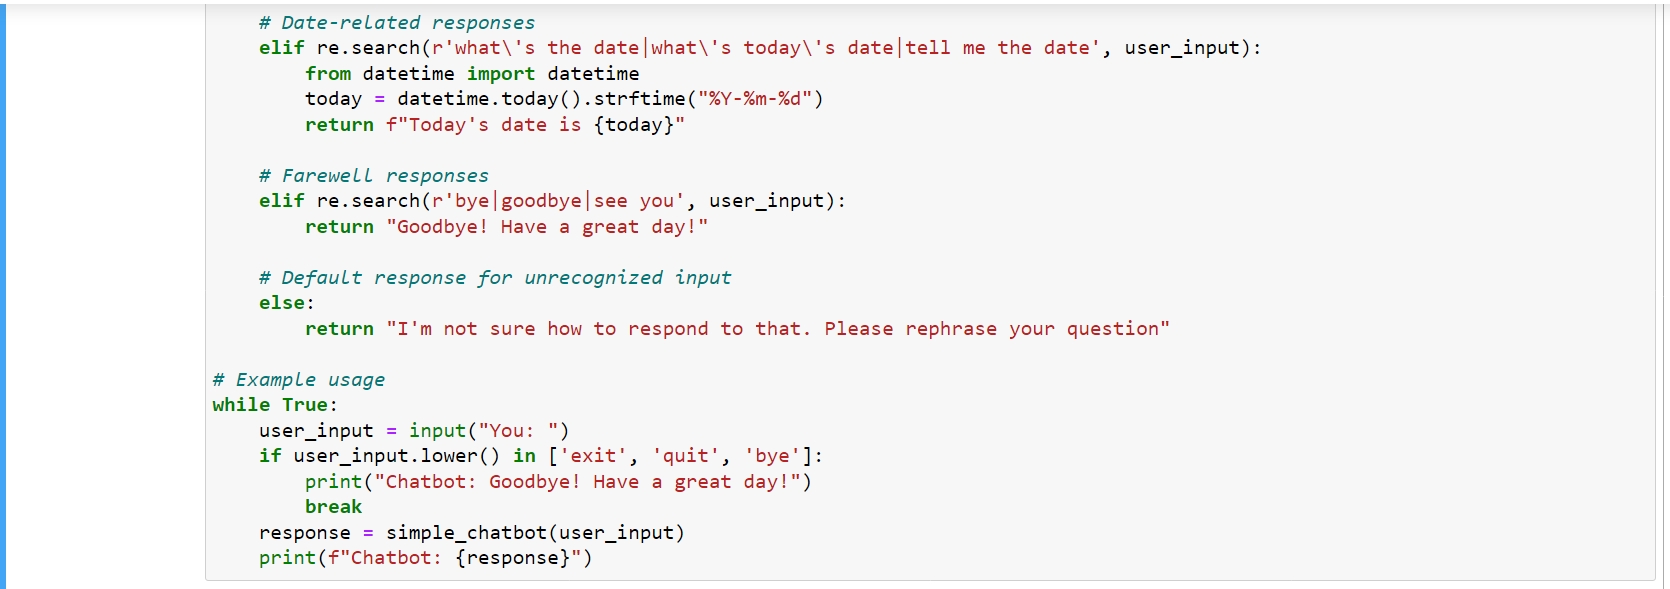 # Date-related responses
elif re.search(r'what\'s the date|what\'s today\'s date|tell me the date', user_input):
from datetime import datetime
today = datetime.today().strftime("%Y-%m-%d")
return f"Today's date is {today}"
# Farewell responses
elif re.search(r'bye|goodbye|see you', user_input):
return "Goodbye! Have a great day!"
# Default response for unrecognized input
else:
return "I'm not sure how to respond to that. Please rephrase your question"
# Example usage
while True:
user_input = input("You: ")
if user_input.lower() in ['exit', 'quit', 'bye']:
print("Chatbot: Goodbye! Have a great day!")
break
response = simple_chatbot(user_input)
print(f"Chatbot: {response}")